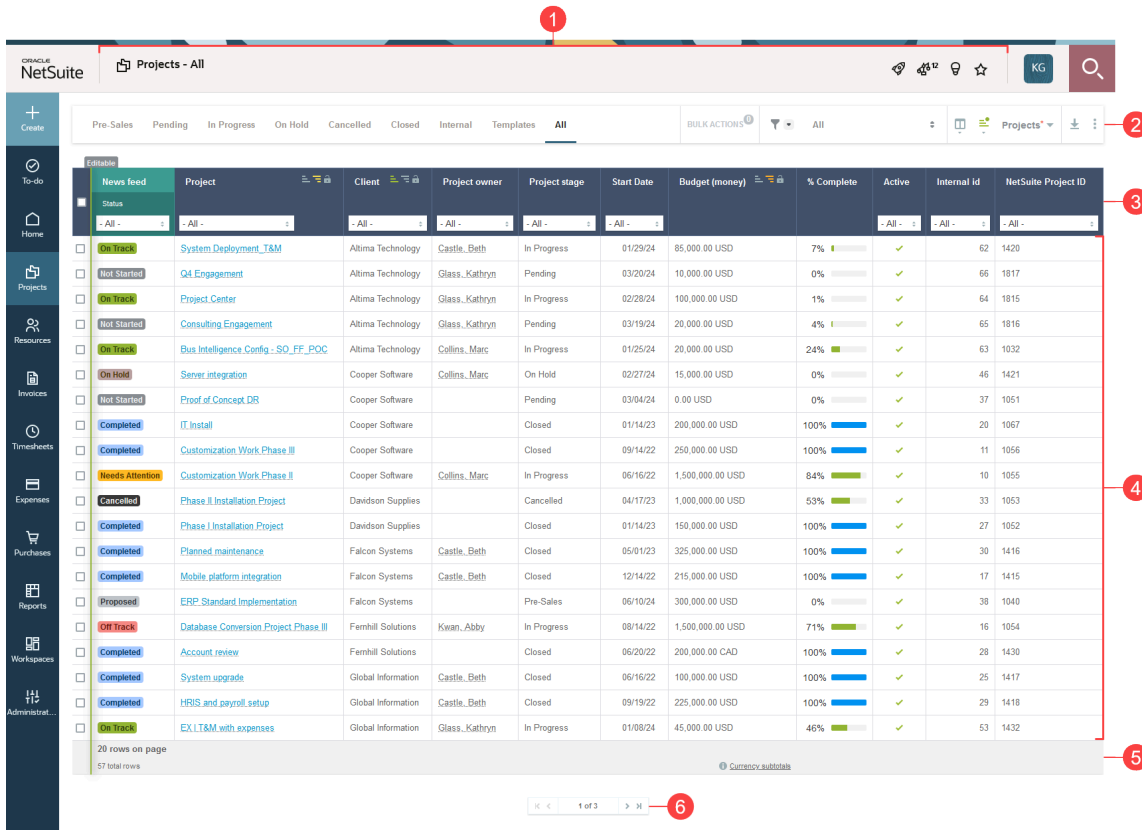 1
ORACLE
NetSuite
Projects - All
12
KG
Create
Pre-Sales Pending In Progress On Hold Cancelled Closed Internal Templates All BULK ACTIONS 0 All Projects* 2
To-do
Editable
News feed Project Client Project owner Project stage Start Date Budget (money) % Complete Active Internal id NetSuite Project ID
Status 3
- All - - All - - All - - All - - All - - All - - All - - All - - All -
Home
On Track System Deployment_T&M Altima Technology Castle, Beth In Progress 01/29/24 85,000.00 USD 7% 62 1420
Not Started Q4 Engagement Altima Technology Glass, Kathryn Pending 03/20/24 10,000.00 USD 0% 66 1817
Projects
On Track Project Center Altima Technology Glass, Kathryn In Progress 02/28/24 100,000.00 USD 1% 64 1815
Not Started Consulting Engagement Altima Technology Glass, Kathryn Pending 03/19/24 20,000.00 USD 4% 65 1816
Resources
On Track Bus Intelligence Config - SO_FF_POC Altima Technology Collins, Marc In Progress 01/25/24 20,000.00 USD 24% 63 1032
On Hold Server integration Cooper Software Collins, Marc On Hold 02/27/24 15,000.00 USD 0% 46 1421
Invoices
Not Started Proof of Concept DR Cooper Software Pending 03/04/24 0.00 USD 0% 37 1051
Completed IT Install Cooper Software Closed 01/14/23 200,000.00 USD 100% 20 1067
Timesheets
Completed Customization Work Phase III Cooper Software Closed 09/14/22 250,000.00 USD 100% 11 1056
Needs Attention Customization Work Phase II Cooper Software Collins, Marc In Progress 06/16/22 1,500,000.00 USD 84% 10 1055
4
Expenses
Cancelled Phase II Installation Project Davidson Supplies Cancelled 04/17/23 1,000,000.00 USD 53% 33 1053
Completed Phase I Installation Project Davidson Supplies Closed 01/14/23 150,000.00 USD 100% 27 1052
Purchases
Completed Planned maintenance Falcon Systems Castle, Beth Closed 05/01/23 325,000.00 USD 100% 30 1416
Completed Mobile platform integration Falcon Systems Castle, Beth Closed 12/14/22 215,000.00 USD 100% 17 1415
Reports
Proposed ERP Standard Implementation Falcon Systems Pre-Sales 06/10/24 300,000.00 USD 0% 38 1040
Off Track Database Conversion Project Phase III Fernhill Solutions Kwan, Abby In Progress 08/14/22 1,500,000.00 USD 71% 16 1054
Workspaces
Completed Account review Fernhill Solutions Closed 06/20/22 200,000.00 CAD 100% 28 1430
Completed System upgrade Global Information Castle, Beth Closed 06/16/22 100,000.00 USD 100% 25 1417
Completed HRIS and payroll setup Global Information Castle, Beth Closed 09/19/22 225,000.00 USD 100% 29 1418
Administrat...
On Track EX | T&M with expenses Global Information Glass, Kathryn In Progress 01/08/24 45,000.00 USD 46% 53 1432
20 rows on page
5
57 total rows Currency subtotals
1 of 3 6